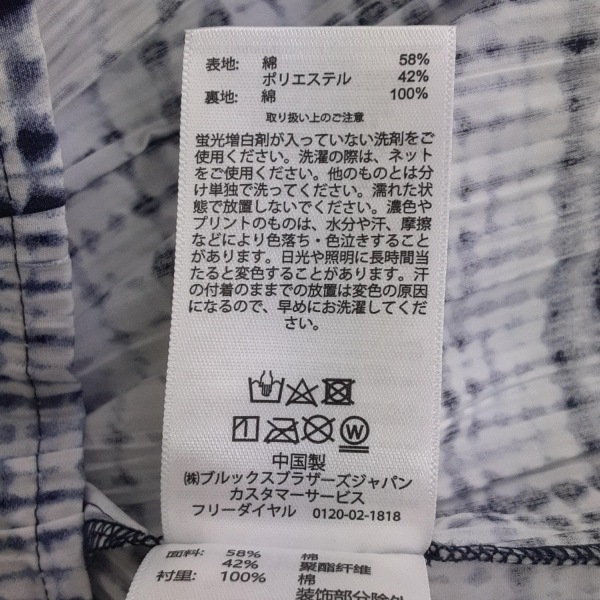 表地: 綿 58%
ポリエステル 42%
裏地: 綿 100%
取り扱い上のご注意
蛍光増白剤が入っていない洗剤をご
使用ください。洗濯の際は、ネット
をご使用ください。他のものとは分
け単独で洗ってください。濡れた状
態で放置しないでください。濃色や
プリントのものは、水分や汗、摩擦
などにより色落ち・色泣きすること
があります。日光や照明に長時間当
たると変色することがあります。汗
の付着のままでの放置は変色の原因
になるので、早めにお洗濯してくだ
さい。
W
中国製
㈱ブルックスブラザーズジャパン
カスタマーサービス
フリーダイヤル 0120-02-1818
面料: 58% 棉
42% 聚酯纤维
衬里: 100% 棉
装饰部分除外